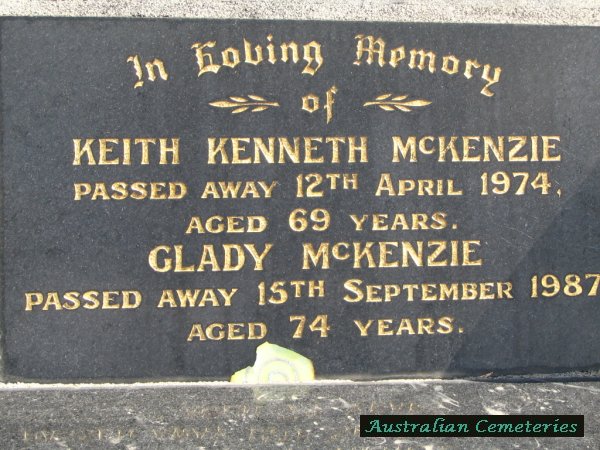 In Loving Memory
of
KEITH KENNETH McKENZIE
PASSED AWAY 12TH APRIL 1974,
AGED 69 YEARS.
GLADY McKENZIE
PASSED AWAY 15TH SEPTEMBER 1987
AGED 74 YEARS.
Australian Cemeteries